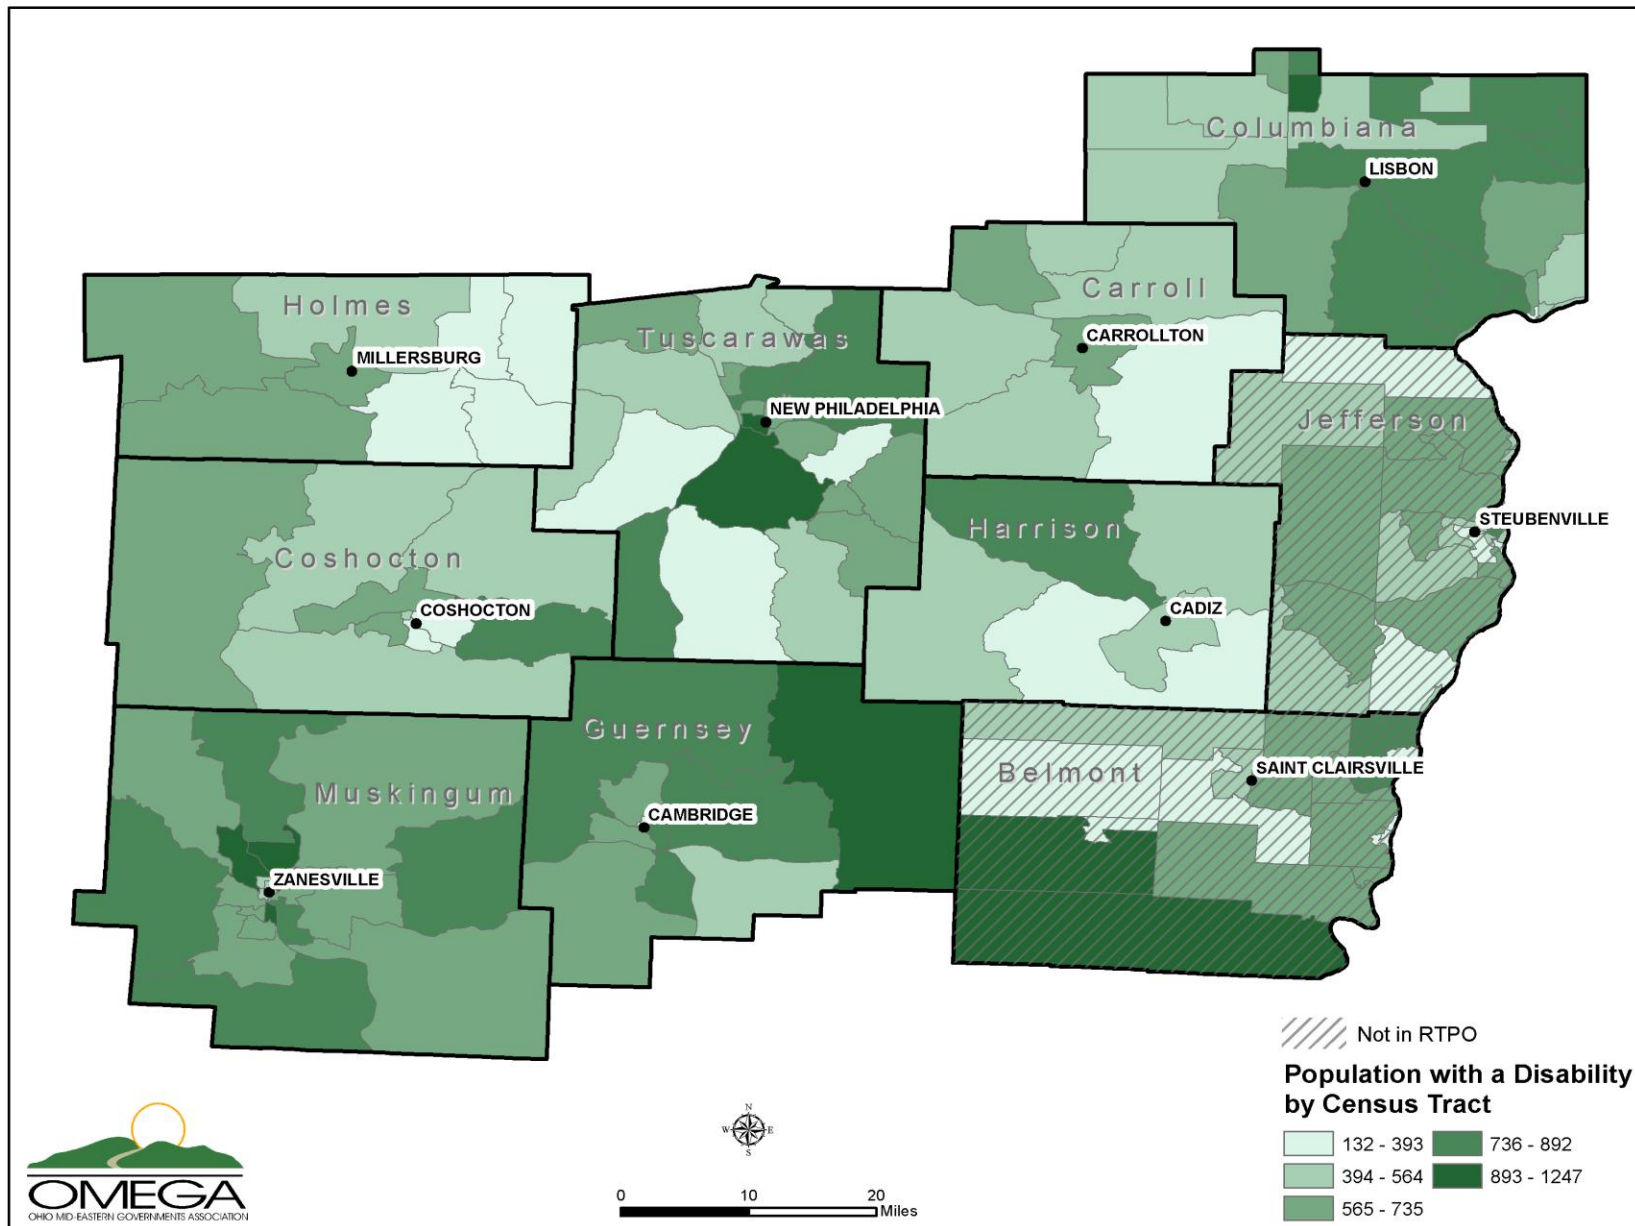 Columbiana
LISBON
Holmes
Carroll
Tuscarawas
CARROLLTON
MILLERSBURG
NEW PHILADELPHIA
Jefferson
Harrison
STEUBENVILLE
Coshocton
COSHOCTON
CADIZ
Guernsey
Belmont
SAINT CLAIRSVILLE
Muskingum
CAMBRIDGE
ZANESVILLE
Not in RTPO
Population with a Disability
by Census Tract
132 - 393
736 - 892
394 - 564
893 - 1247
565 - 735
N
W
E
S
0
10
20
Miles
OMEGA
OHIO MID-EASTERN GOVERNMENTS ASSOCIATION